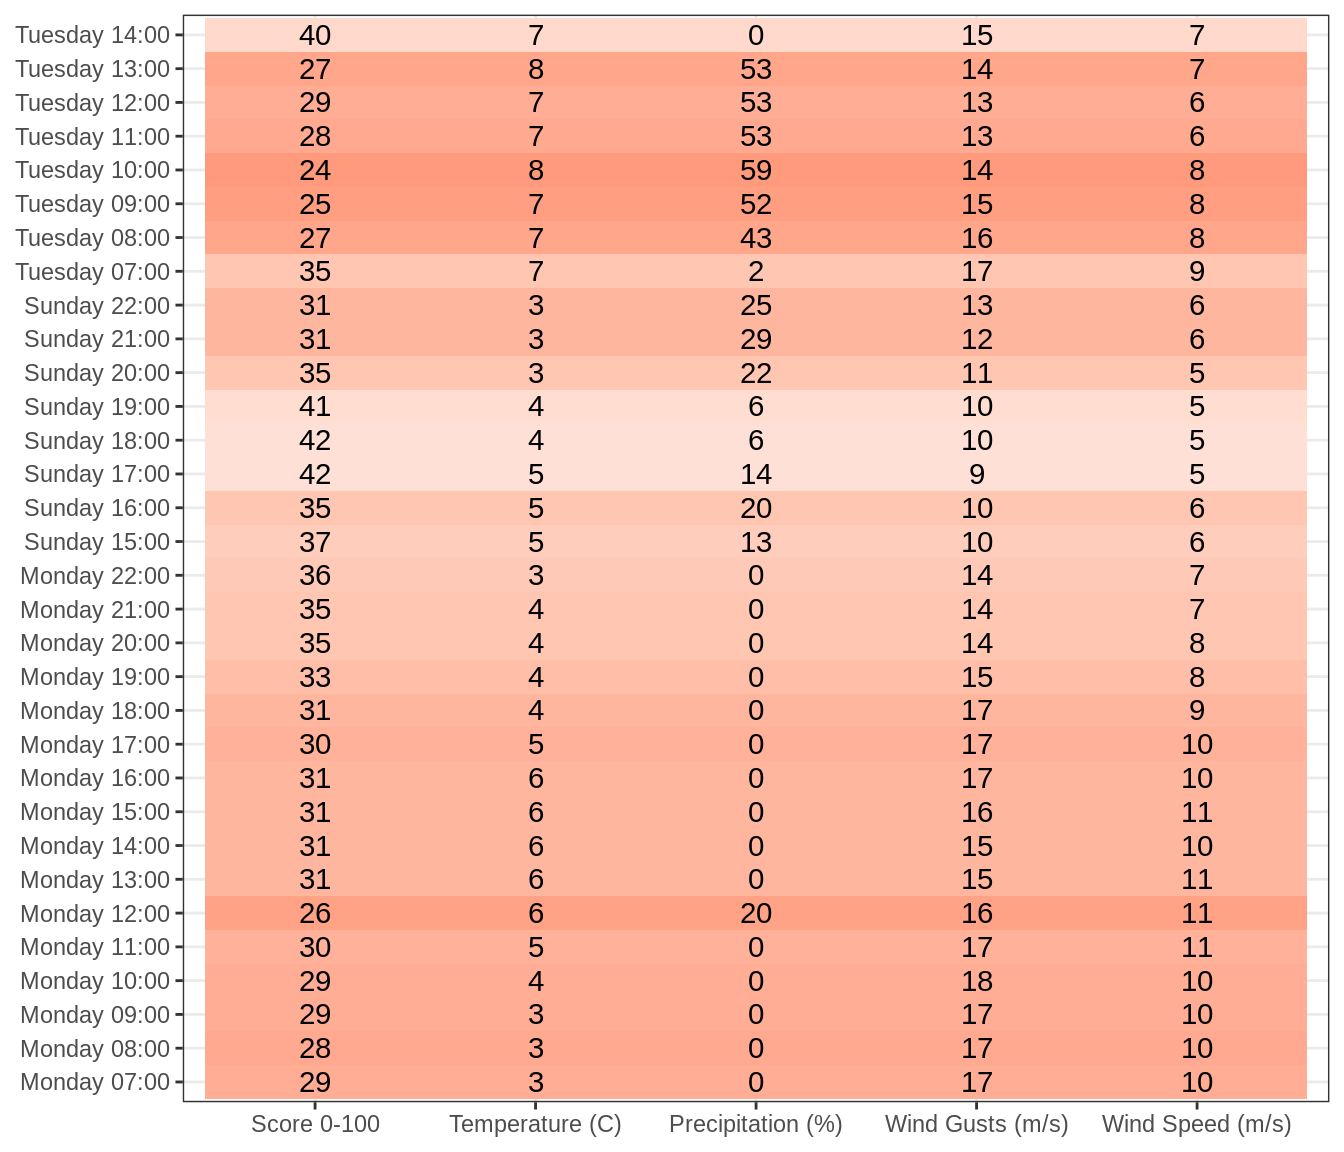 Tuesday 14:00 40 7 0 15 7
Tuesday 13:00 27 8 53 14 7
Tuesday 12:00 29 7 53 13 6
Tuesday 11:00 28 7 53 13 6
Tuesday 10:00 24 8 59 14 8
Tuesday 09:00 25 7 52 15 8
Tuesday 08:00 27 7 43 16 8
Tuesday 07:00 35 7 2 17 9
Sunday 22:00 31 3 25 13 6
Sunday 21:00 31 3 29 12 6
Sunday 20:00 35 3 22 11 5
Sunday 19:00 41 4 6 10 5
Sunday 18:00 42 4 6 10 5
Sunday 17:00 42 5 14 9 5
Sunday 16:00 35 5 20 10 6
Sunday 15:00 37 5 13 10 6
Monday 22:00 36 3 0 14 7
Monday 21:00 35 4 0 14 7
Monday 20:00 35 4 0 14 8
Monday 19:00 33 4 0 15 8
Monday 18:00 31 4 0 17 9
Monday 17:00 30 5 0 17 10
Monday 16:00 31 6 0 17 10
Monday 15:00 31 6 0 16 11
Monday 14:00 31 6 0 15 10
Monday 13:00 31 6 0 15 11
Monday 12:00 26 6 20 16 11
Monday 11:00 30 5 0 17 11
Monday 10:00 29 4 0 18 10
Monday 09:00 29 3 0 17 10
Monday 08:00 28 3 0 17 10
Monday 07:00 29 3 0 17 10
Score 0-100 Temperature (C) Precipitation (%) Wind Gusts (m/s) Wind Speed (m/s)